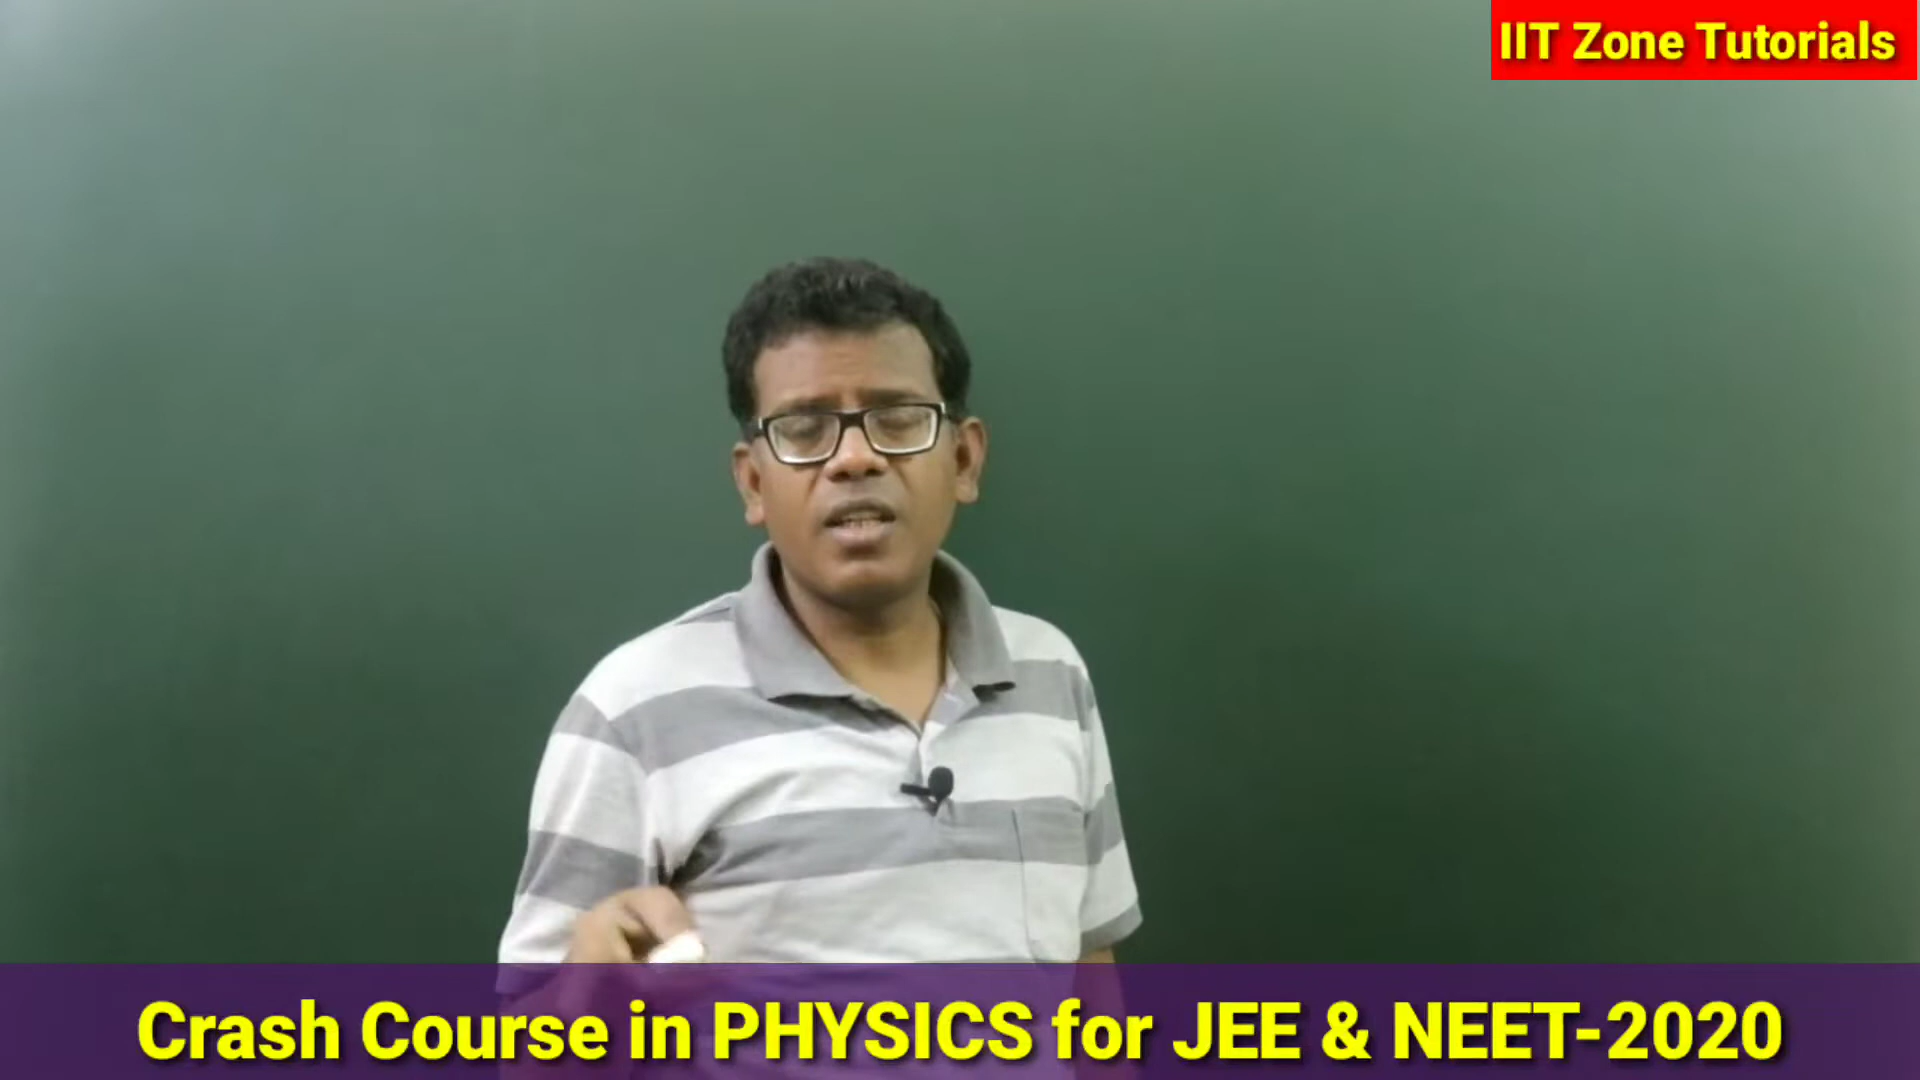 IIT Zone Tutorials
Crash Course in PHYSICS for JEE & NEET-2020